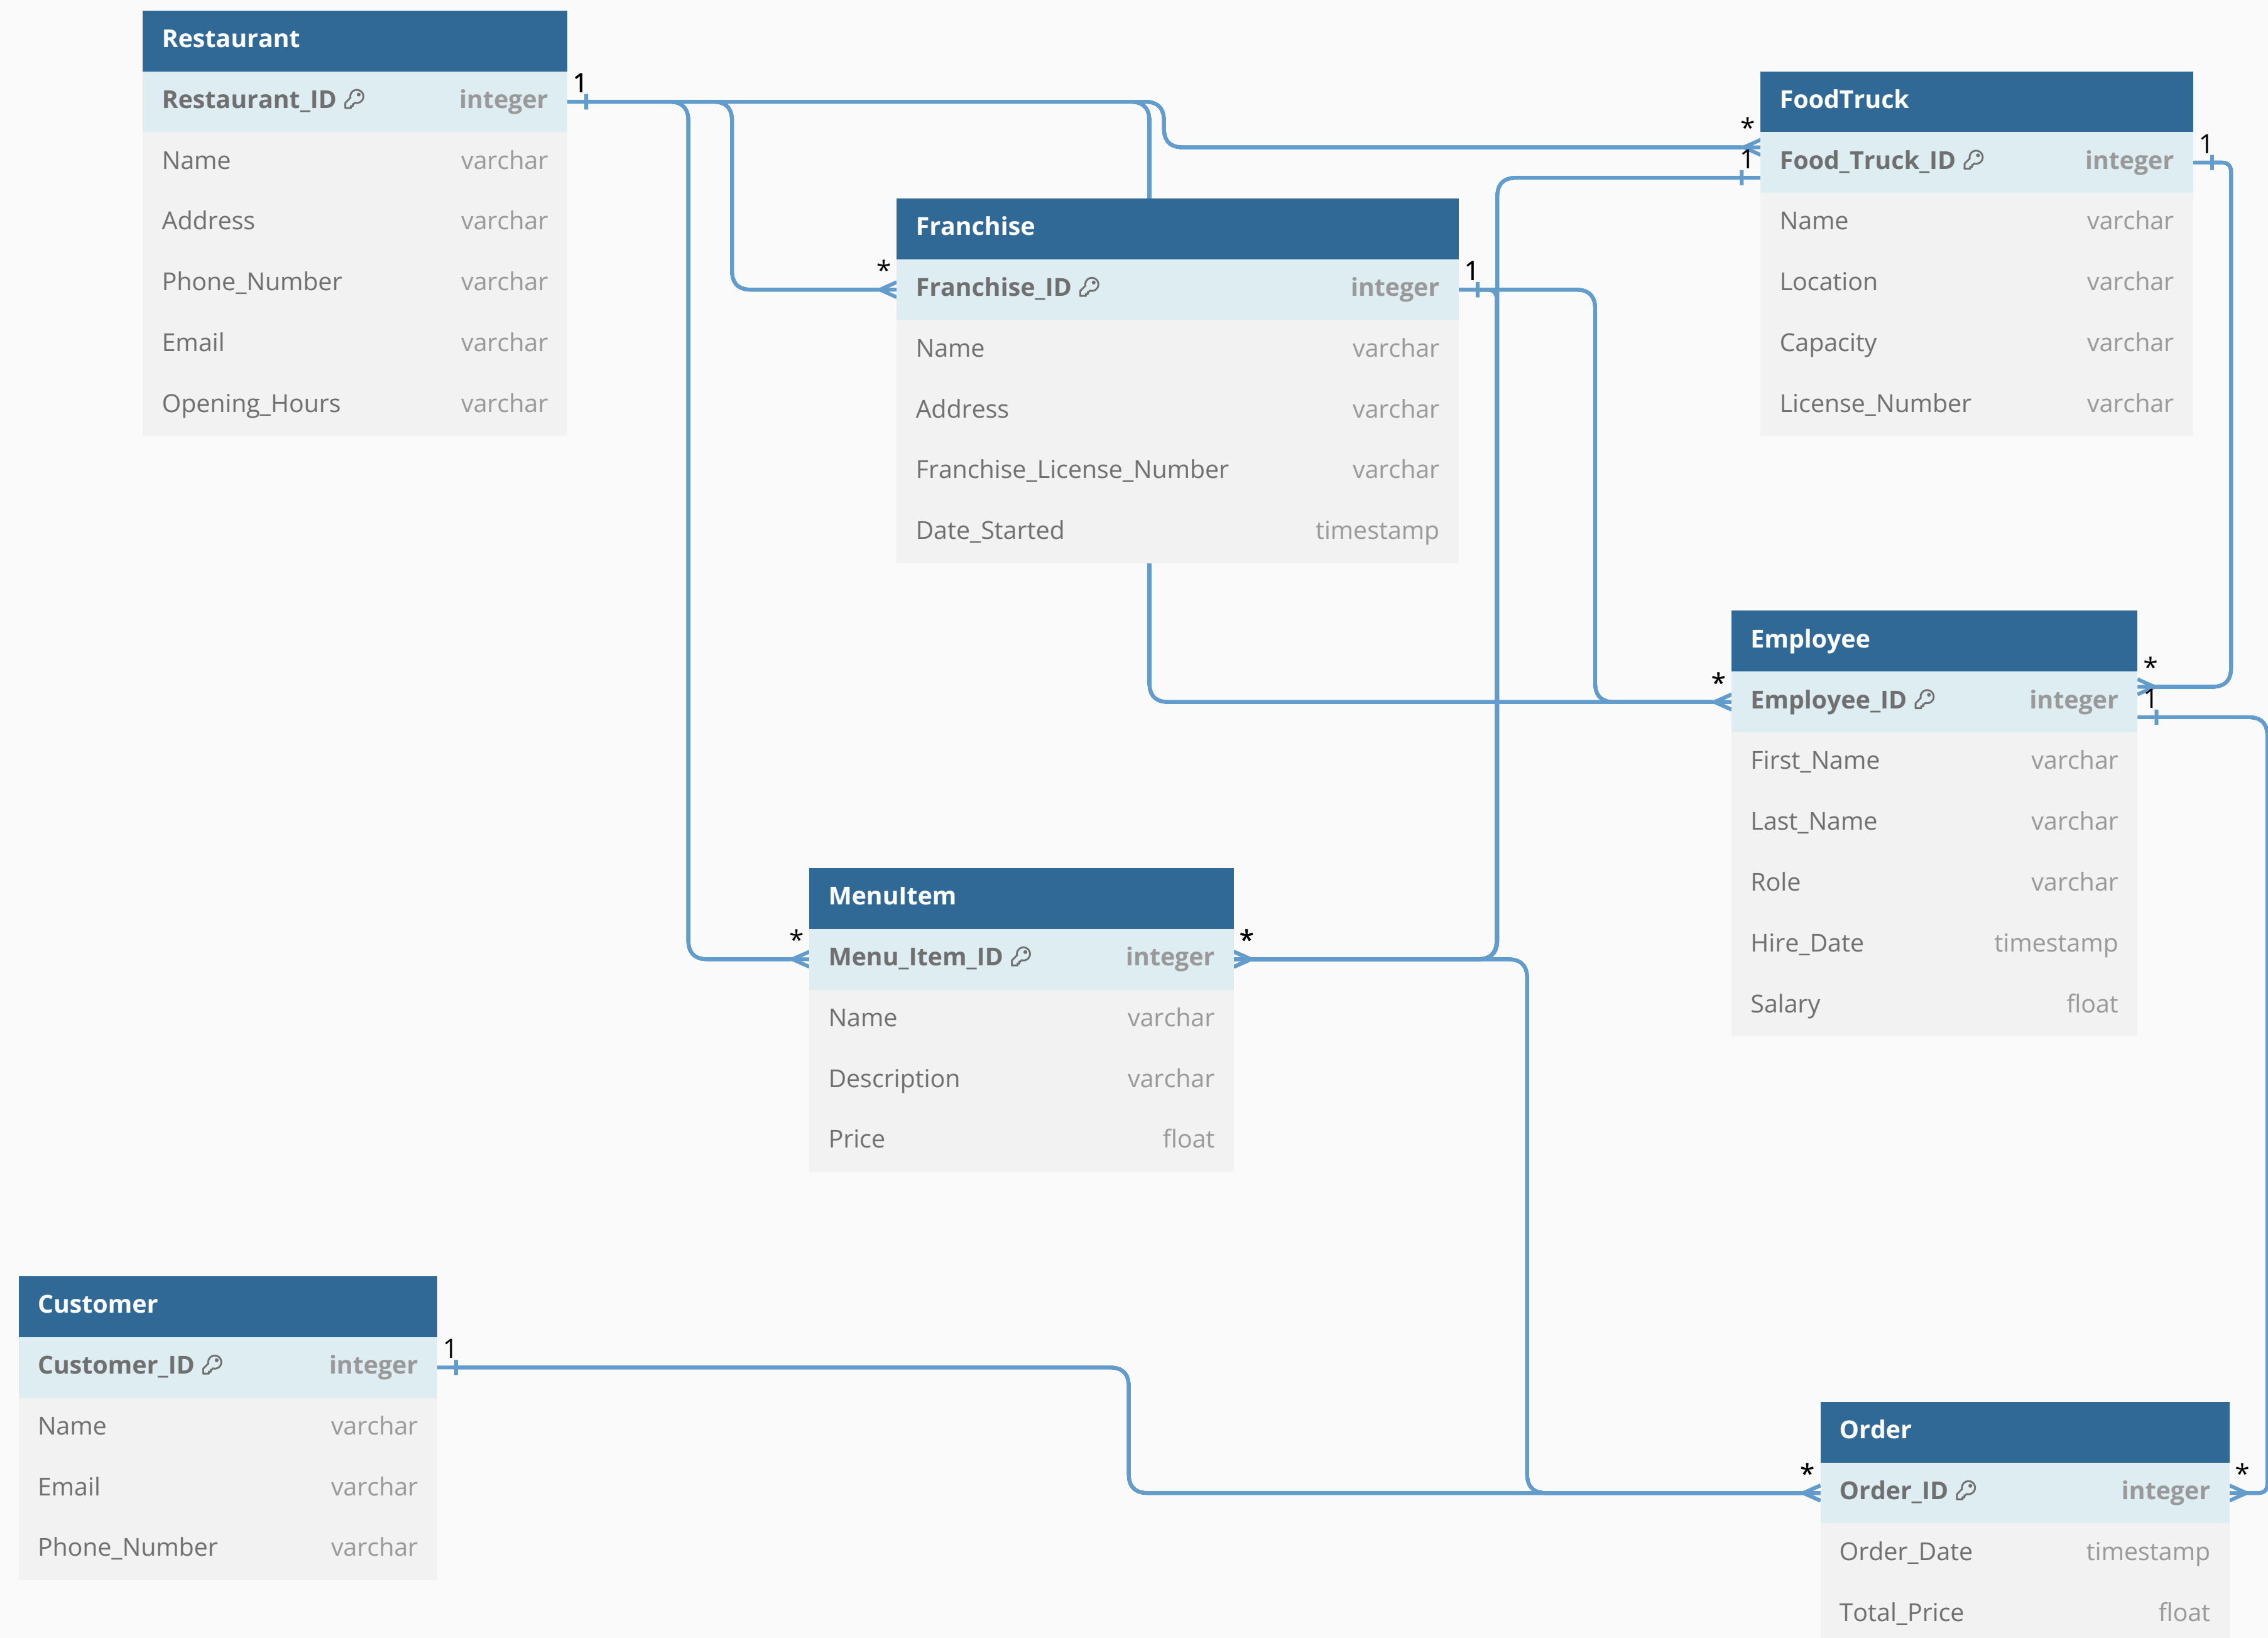 Restaurant
1
Restaurant_ID integer
Name varchar
Address varchar
Phone_Number varchar
Email varchar
Opening_Hours varchar
FoodTruck
*
1
1
Food_Truck_ID integer
Name varchar
Location varchar
Capacity varchar
License_Number varchar
Franchise
*
1
Franchise_ID integer
Name varchar
Address varchar
Franchise_License_Number varchar
Date_Started timestamp
Employee
*
*
1
Employee_ID integer
First_Name varchar
Last_Name varchar
Role varchar
Hire_Date timestamp
Salary float
MenuItem
*
*
Menu_Item_ID integer
Name varchar
Description varchar
Price float
Customer
1
Customer_ID integer
Name varchar
Email varchar
Phone_Number varchar
Order
*
*
Order_ID integer
Order_Date timestamp
Total_Price float